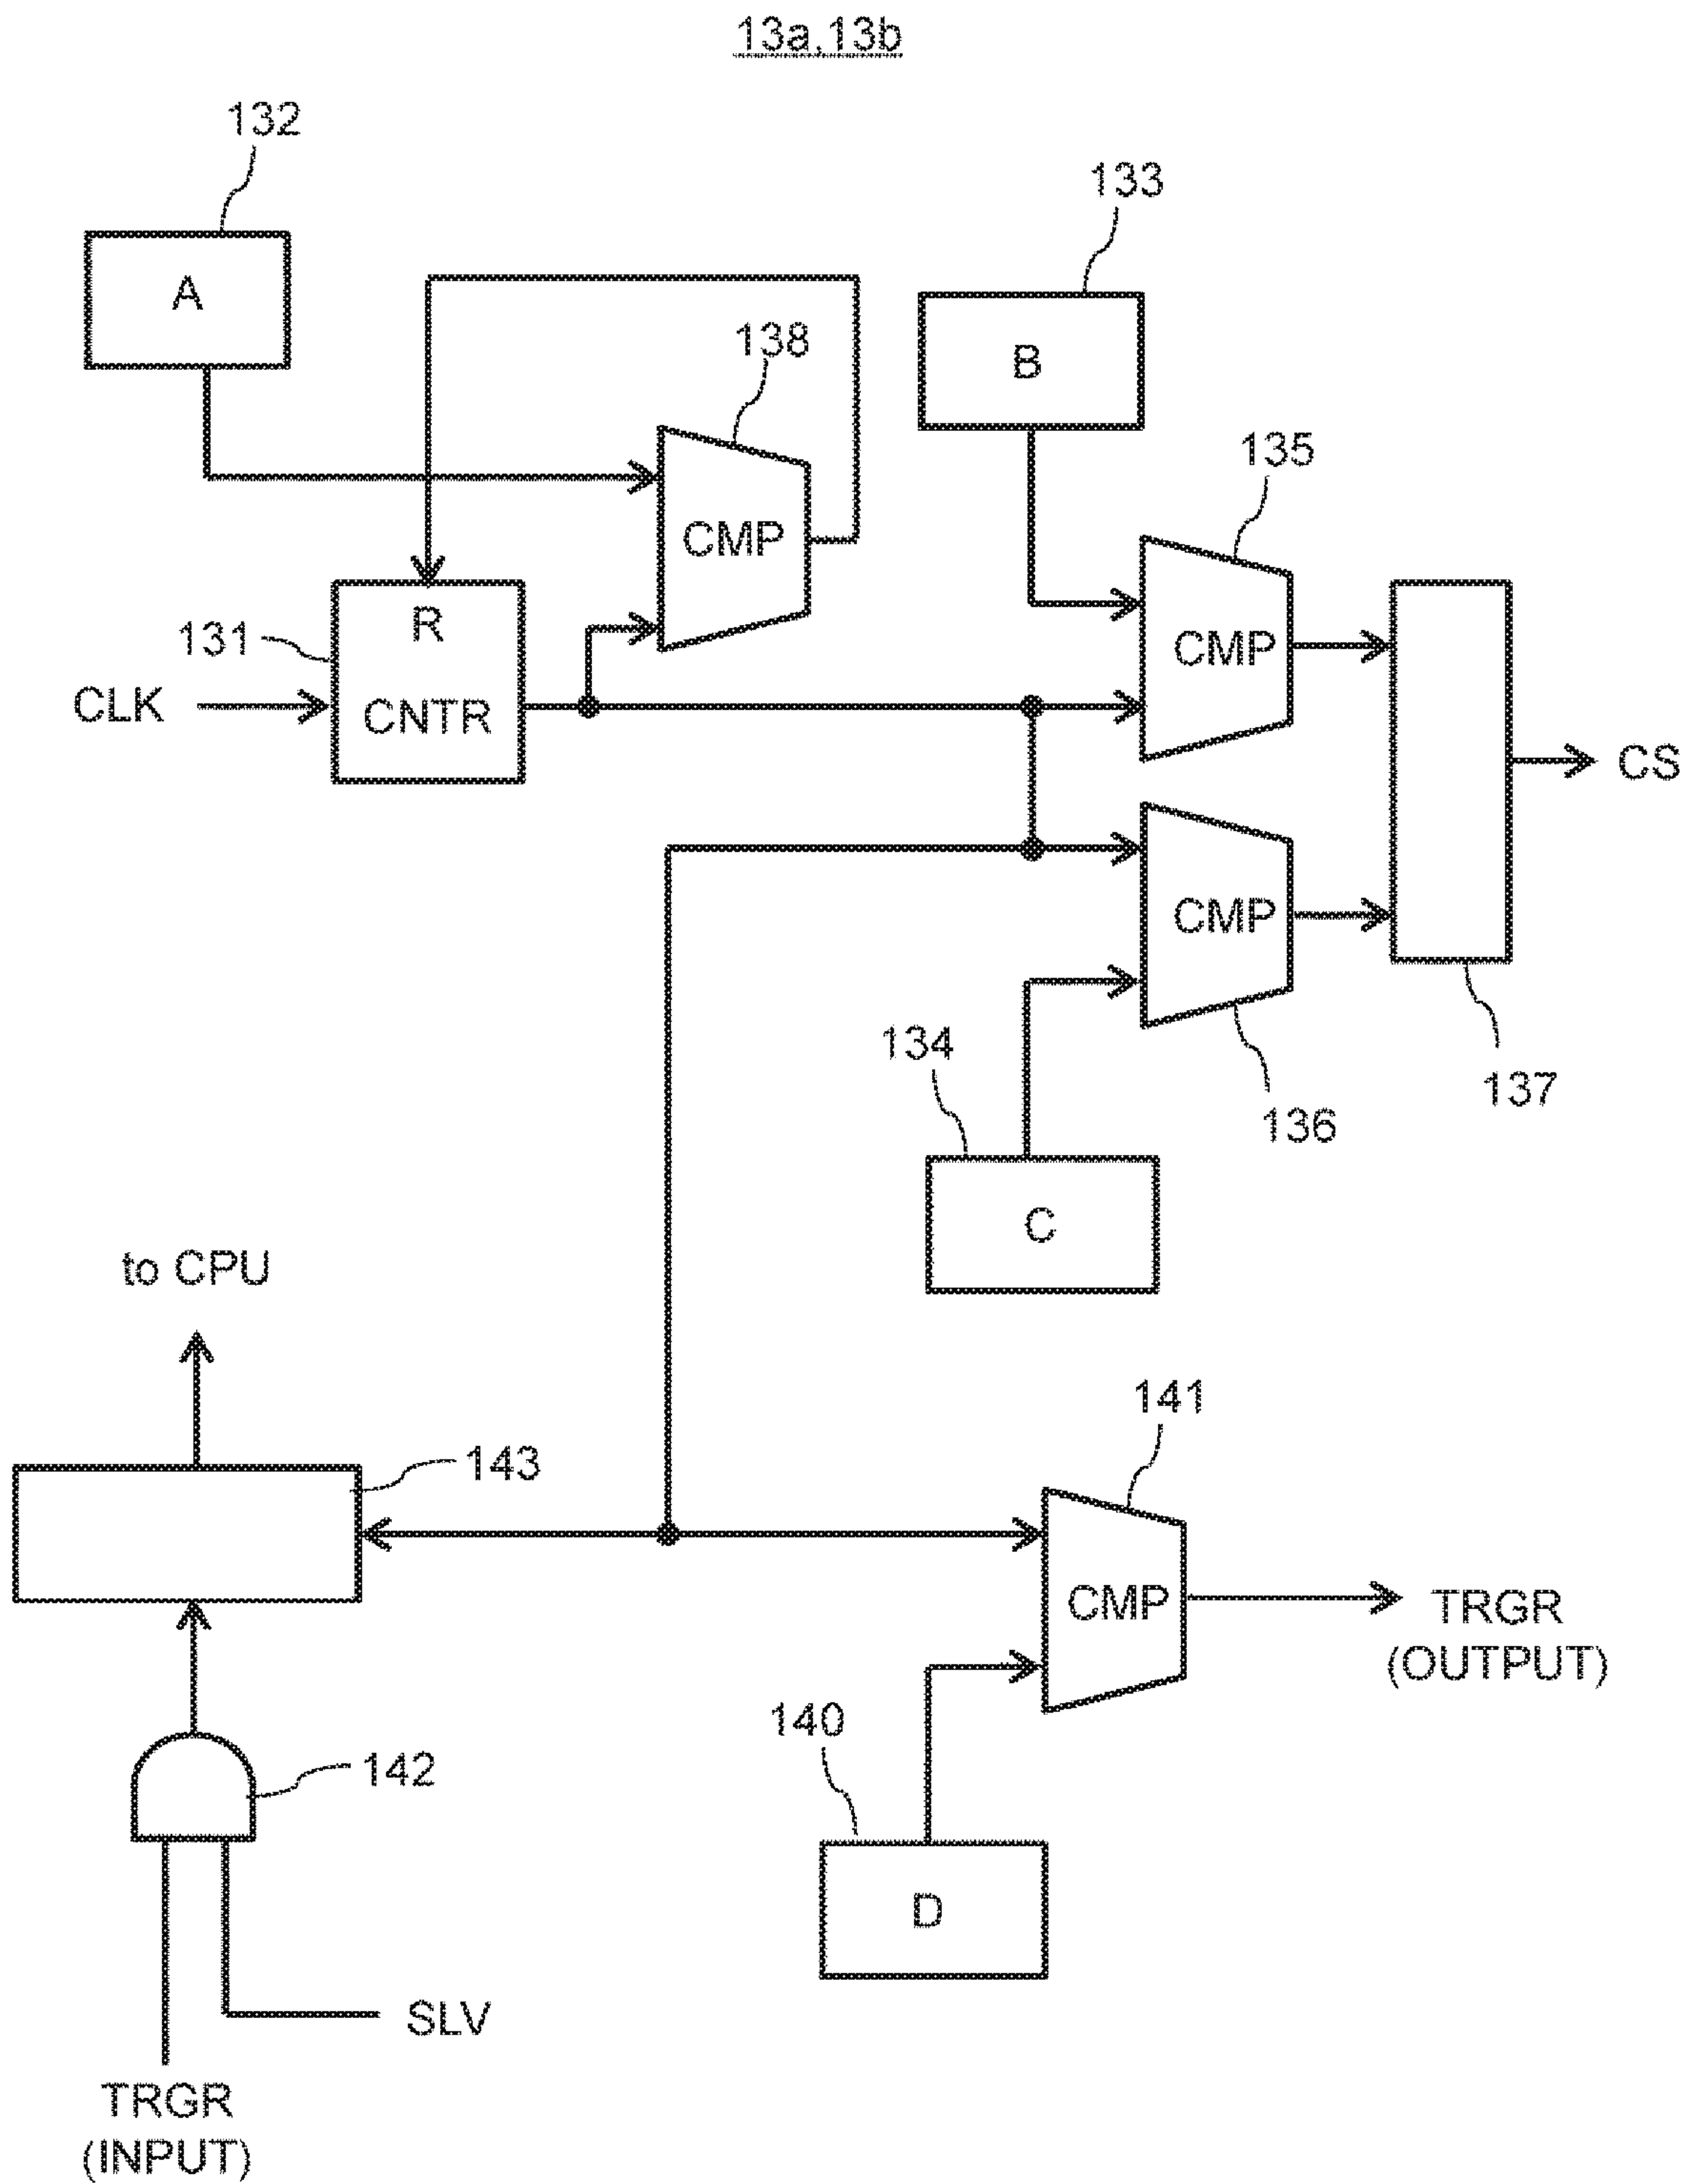 13a,13b
132
133
A
138
B
135
CMP
R
131
CMP
CLK
CNTR
CS
CMP
134
137
136
C
to CPU
141
143
CMP
TRGR
(OUTPUT)
140
142
D
SLV
TRGR
(INPUT)